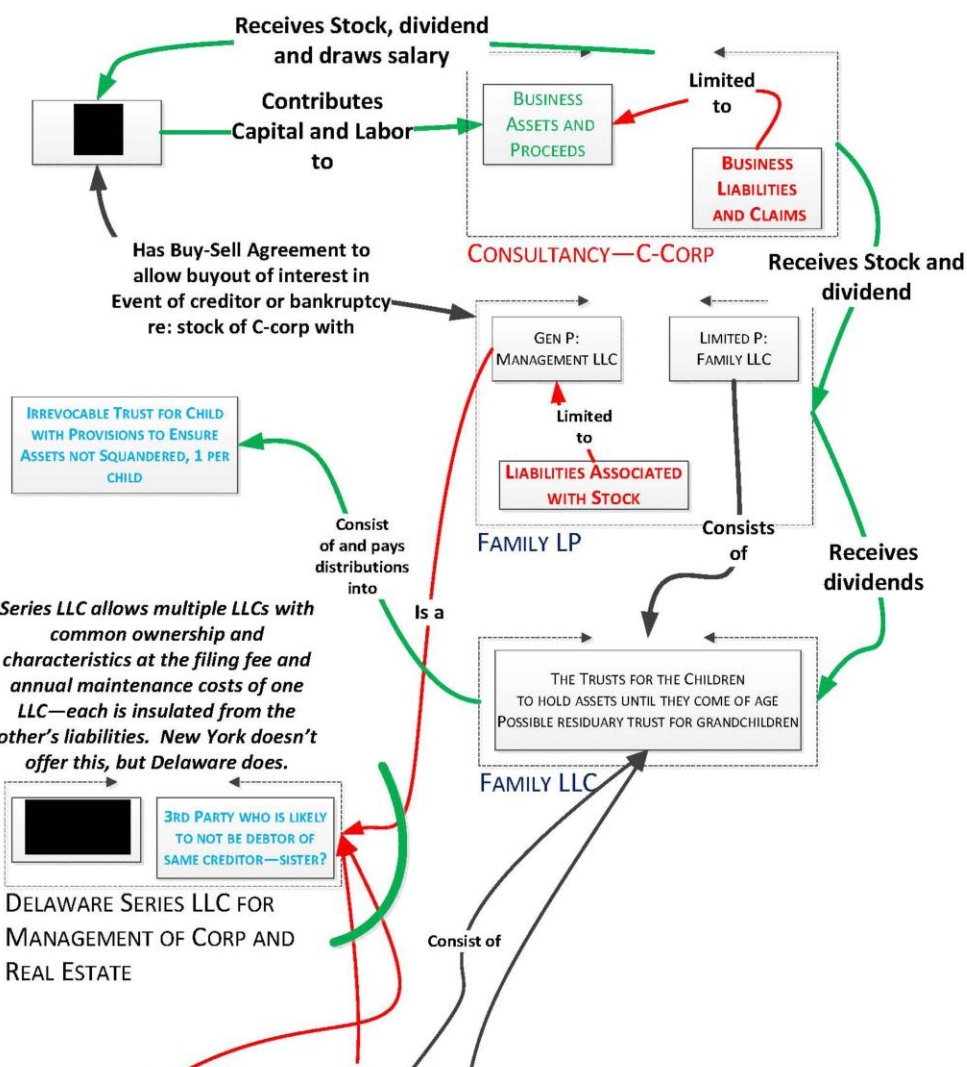 Receives Stock, dividend
and draws salary
Contributes
Capital and Labor
to
BUSINESS
ASSETS AND
PROCEEDS
Limited
to
BUSINESS
LIABILITIES
AND CLAIMS
CONSULTANCY—C-CORP
Has Buy-Sell Agreement to
allow buyout of interest in
Event of creditor or bankruptcy
re: stock of C-corp with
Receives Stock and
dividend
GEN P:
MANAGEMENT LLC
LIMITED P:
FAMILY LLC
Limited
to
LIABILITIES ASSOCIATED
WITH STOCK
FAMILY LP
IRREVOCABLE TRUST FOR CHILD
WITH PROVISIONS TO ENSURE
ASSETS NOT SQUANDERED, 1 PER
CHILD
Consist
of and pays
distributions
into
Consists
of
Receives
dividends
Is a
Series LLC allows multiple LLCs with
common ownership and
characteristics at the filing fee and
annual maintenance costs of one
LLC—each is insulated from the
other's liabilities. New York doesn't
offer this, but Delaware does.
THE TRUSTS FOR THE CHILDREN
TO HOLD ASSETS UNTIL THEY COME OF AGE
POSSIBLE RESIDUARY TRUST FOR GRANDCHILDREN
FAMILY LLC
3RD PARTY WHO IS LIKELY
TO NOT BE DEBTOR OF
SAME CREDITOR—SISTER?
DELAWARE SERIES LLC FOR
MANAGEMENT OF CORP AND
REAL ESTATE
Consist of